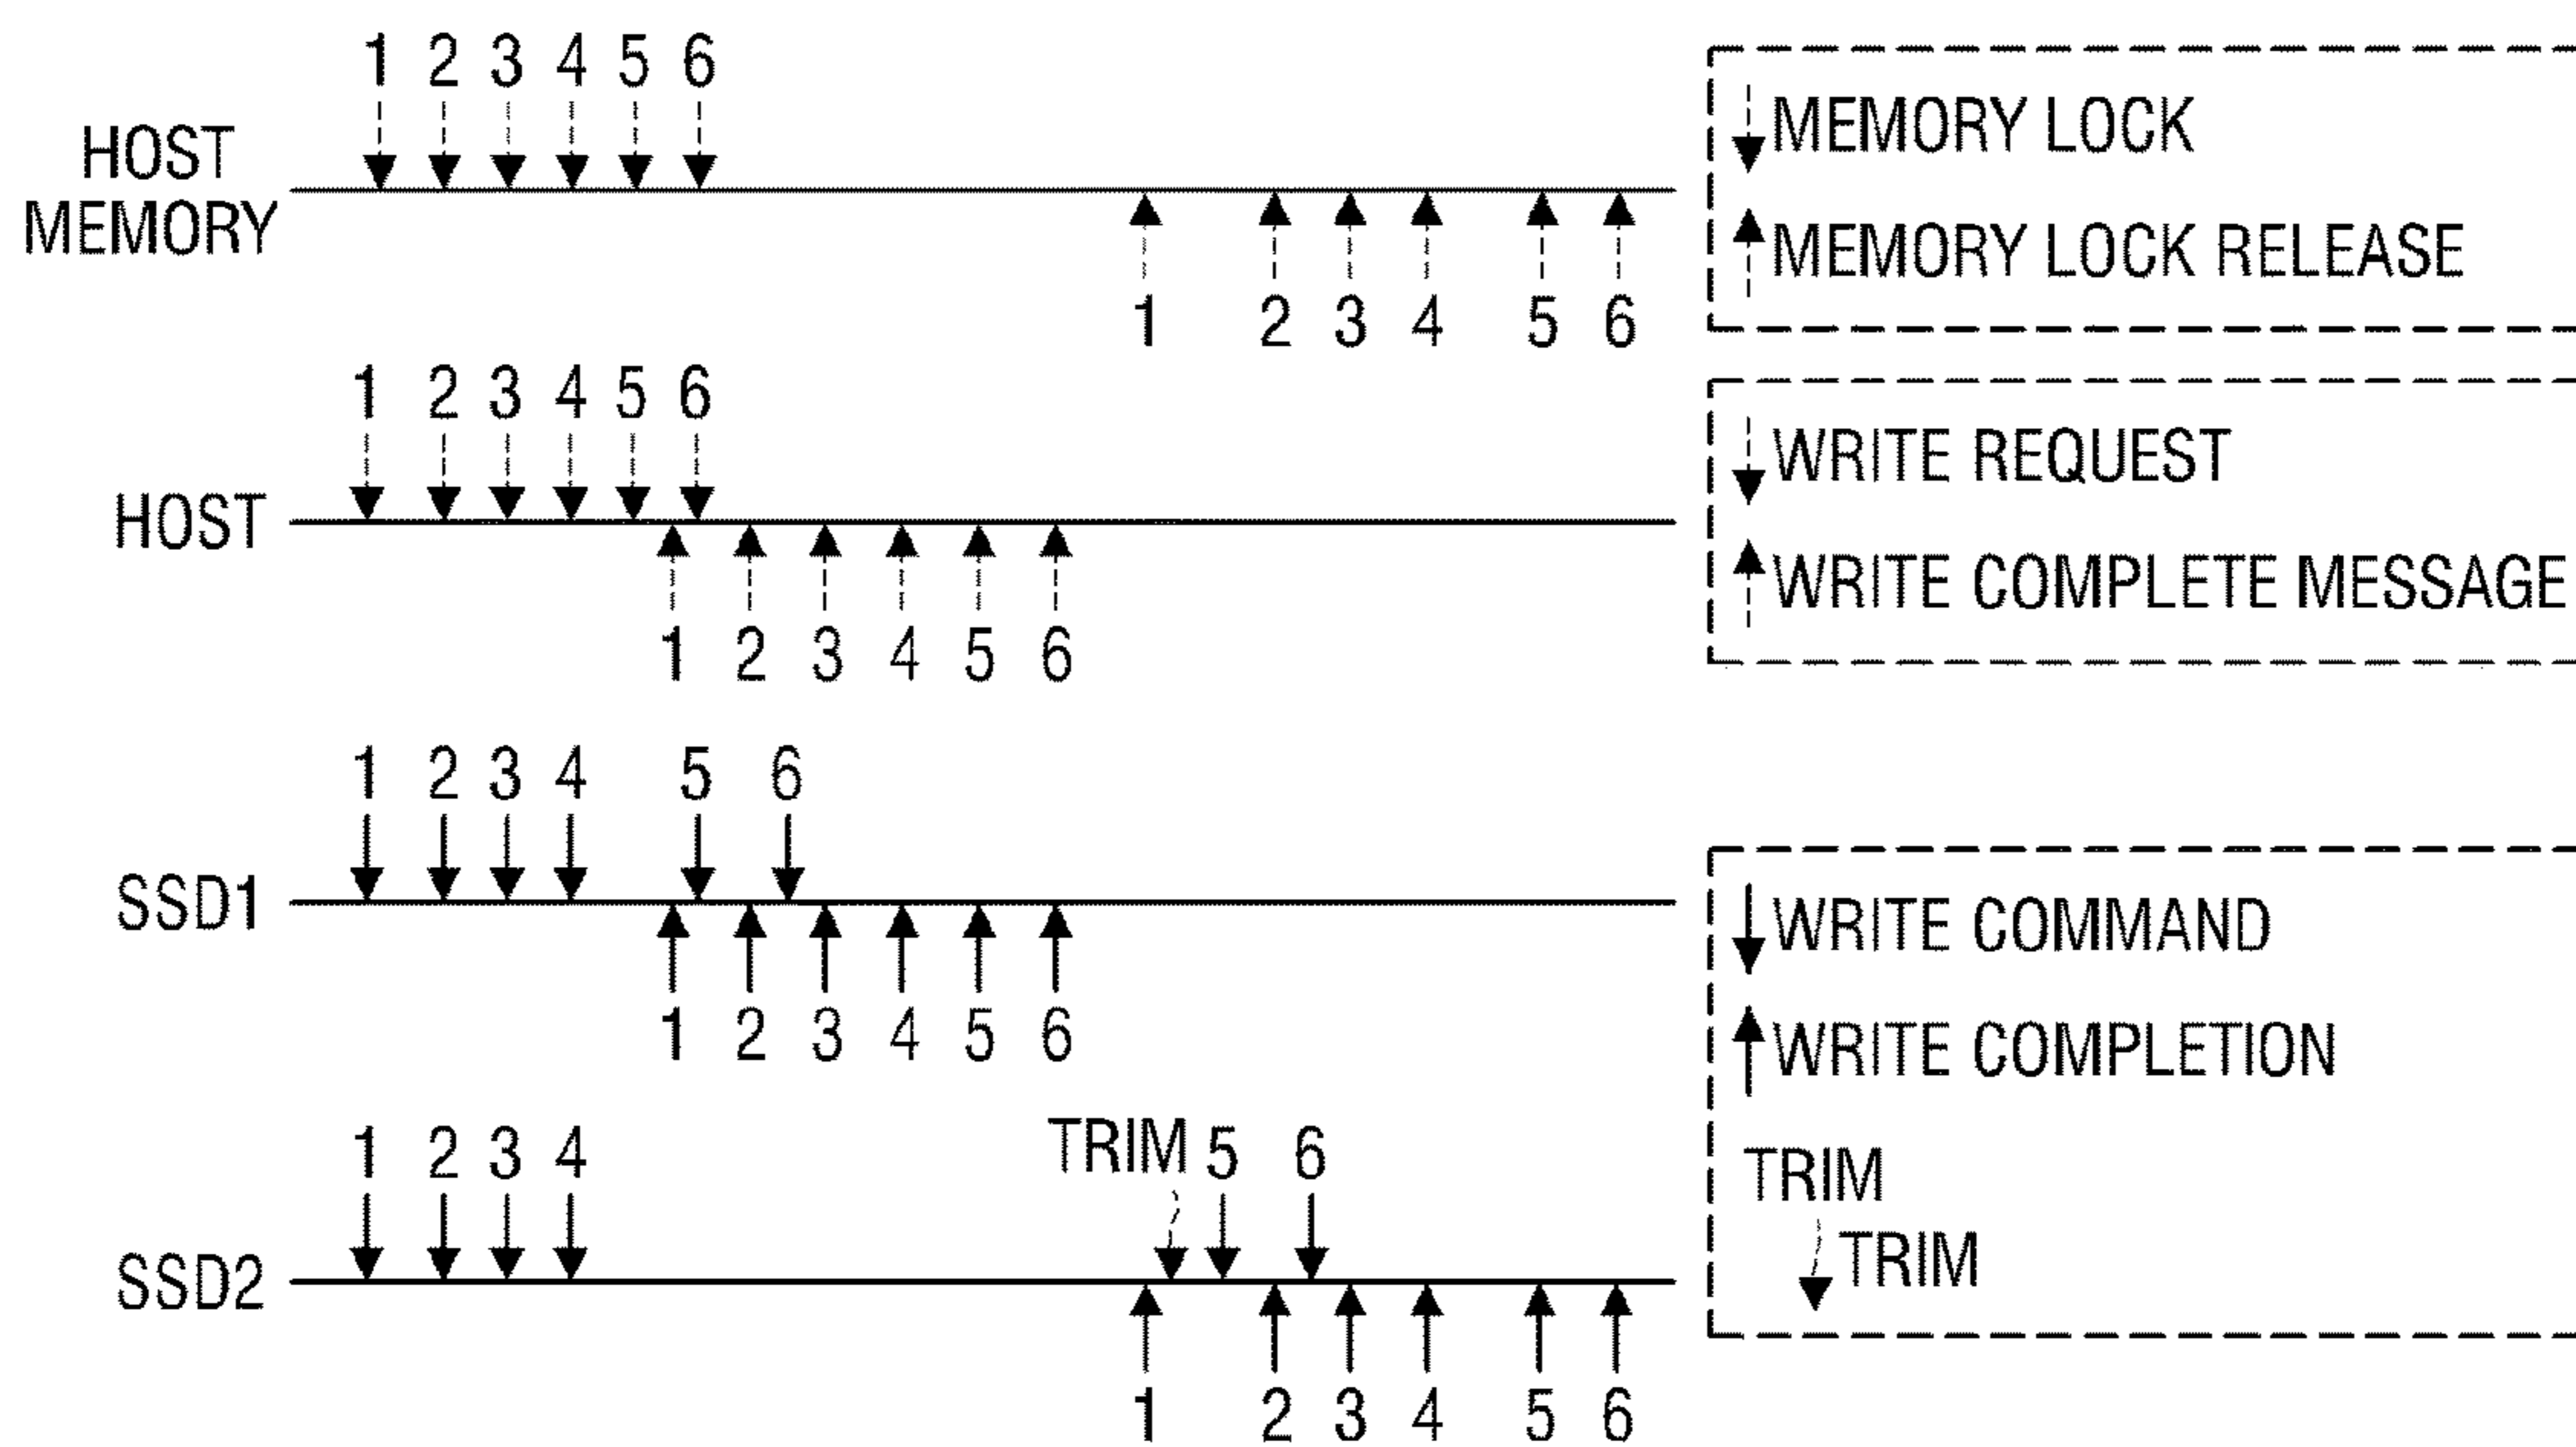 1 2 3 4 5 6
HOST
MEMORY
1 2 3 4 5 6
MEMORY LOCK
MEMORY LOCK RELEASE
1 2 3 4 5 6
HOST
1 2 3 4 5 6
WRITE REQUEST
WRITE COMPLETE MESSAGE
1 2 3 4 5 6
SSD1
1 2 3 4 5 6
1 2 3 4 TRIM 5 6
SSD2
1 2 3 4 5 6
WRITE COMMAND
WRITE COMPLETION
TRIM
TRIM